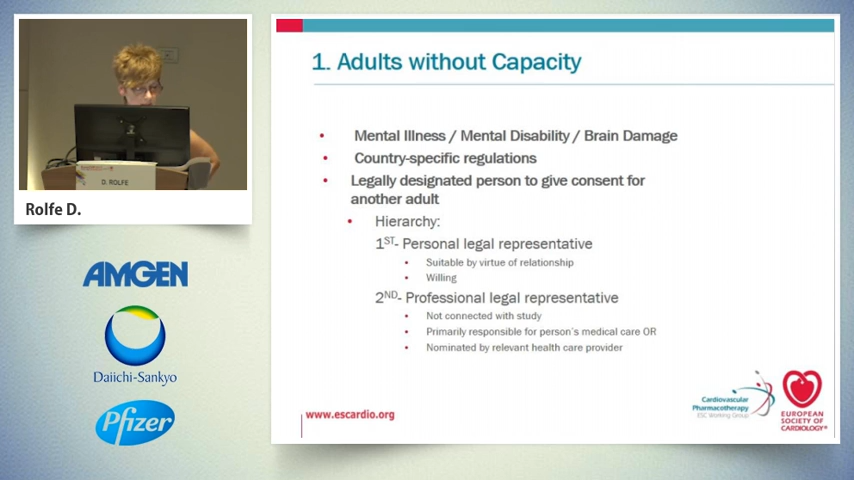 D. ROLFE
Rolfe D.
AMGEN
Daiichi-Sankyo
Pfizer
1. Adults without Capacity
• Mental Illness / Mental Disability / Brain Damage
• Country-specific regulations
• Legally designated person to give consent for
another adult
• Hierarchy:
1ST- Personal legal representative
• Suitable by virtue of relationship
• Willing
2ND- Professional legal representative
• Not connected with study
• Primarily responsible for person's medical care OR
• Nominated by relevant health care provider
www.escardio.org
Cardiovascular
Pharmacotherapy
ESC Working Group
EUROPEAN
SOCIETY OF
CARDIOLOGY®